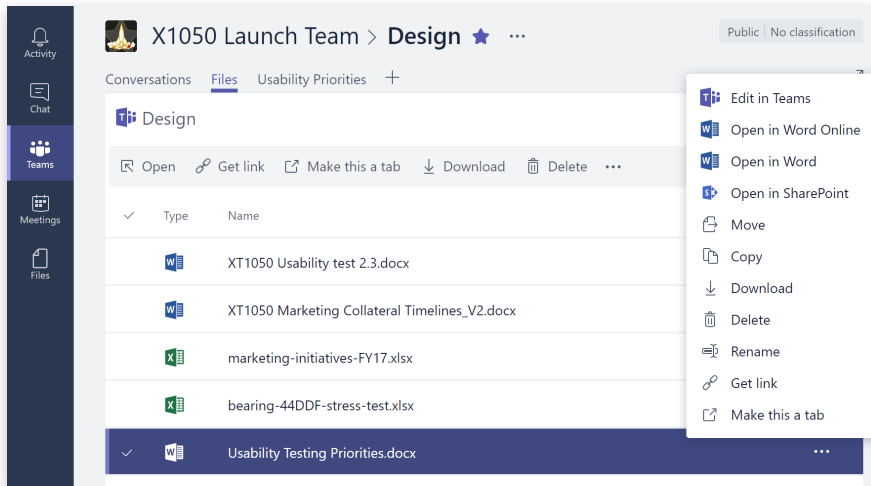 Activity
Chat
Teams
Meetings
Files
X1050 Launch Team > Design
Public | No classification
Conversations Files Usability Priorities
Design
Open Get link Make this a tab Download Delete
Type Name
XT1050 Usability test 2.3.docx
XT1050 Marketing Collateral Timelines_V2.docx
marketing-initiatives-FY17.xlsx
bearing-44DDF-stress-test.xlsx
Usability Testing Priorities.docx
Edit in Teams
Open in Word Online
Open in Word
Open in SharePoint
Move
Copy
Download
Delete
Rename
Get link
Make this a tab